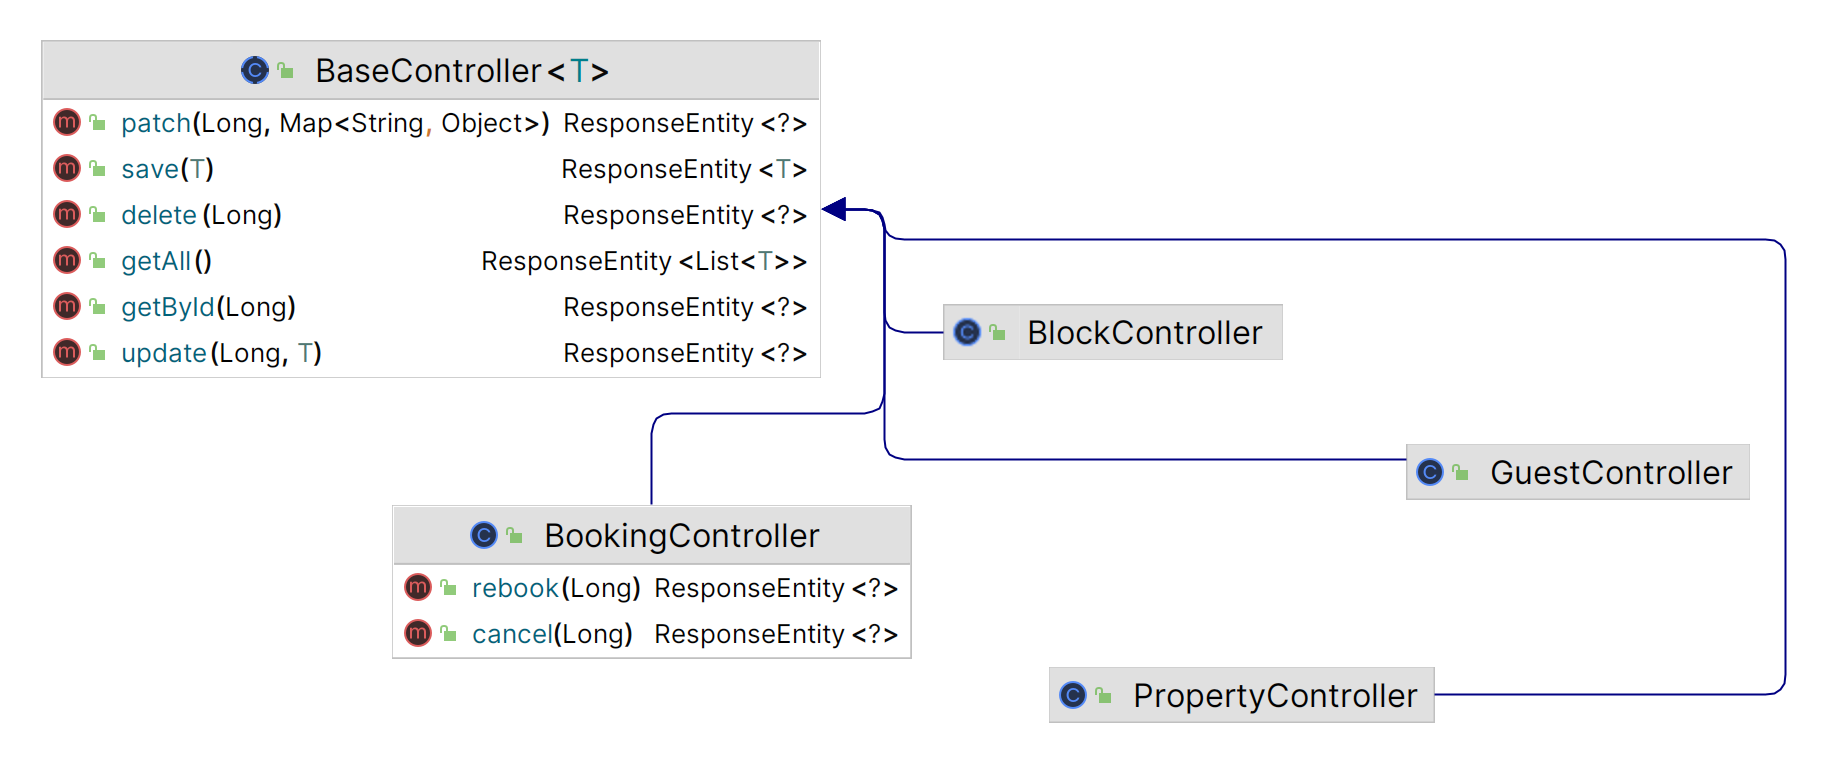 BaseController<T>
patch(Long, Map<String, Object>) ResponseEntity<?>
save(T) ResponseEntity<T>
delete(Long) ResponseEntity<?>
getAll() ResponseEntity<List<T>>
getById(Long) ResponseEntity<?>
update(Long, T) ResponseEntity<?>
BlockController
GuestController
BookingController
rebook(Long) ResponseEntity<?>
cancel(Long) ResponseEntity<?>
PropertyController